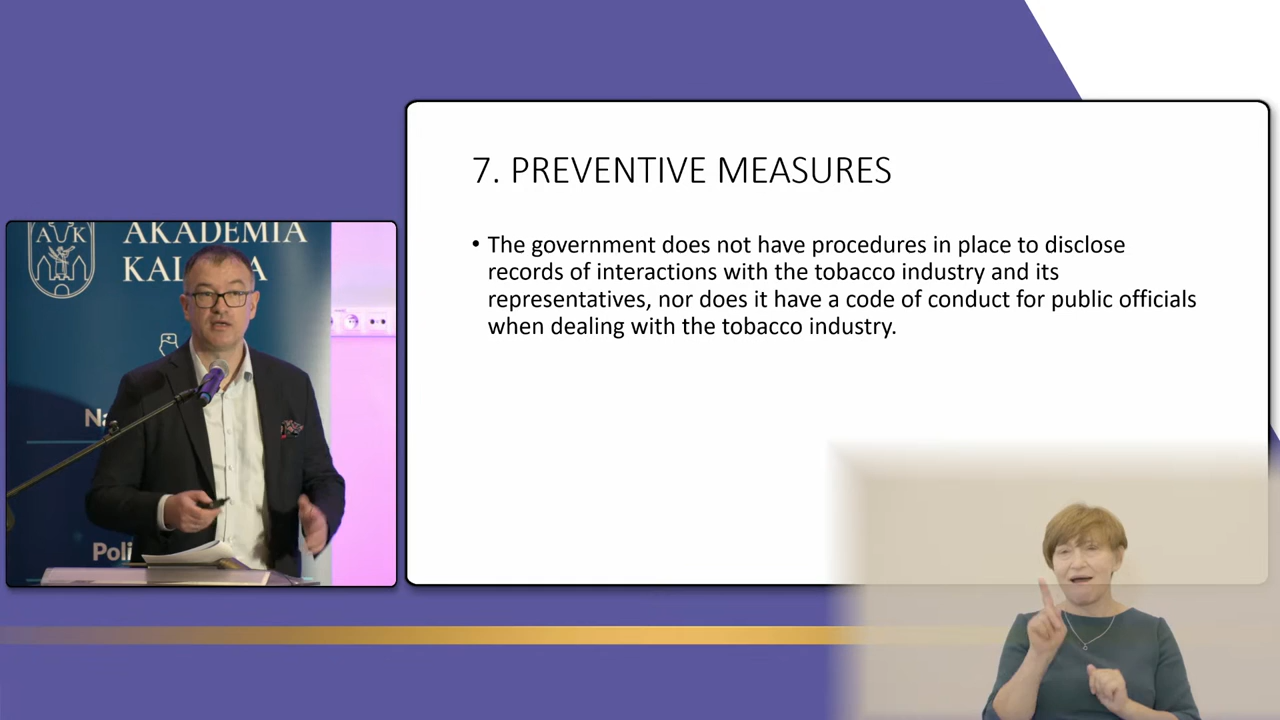 AK
AKADEMIA
7. PREVENTIVE MEASURES
• The government does not have procedures in place to disclose
records of interactions with the tobacco industry and its
representatives, nor does it have a code of conduct for public officials
when dealing with the tobacco industry.